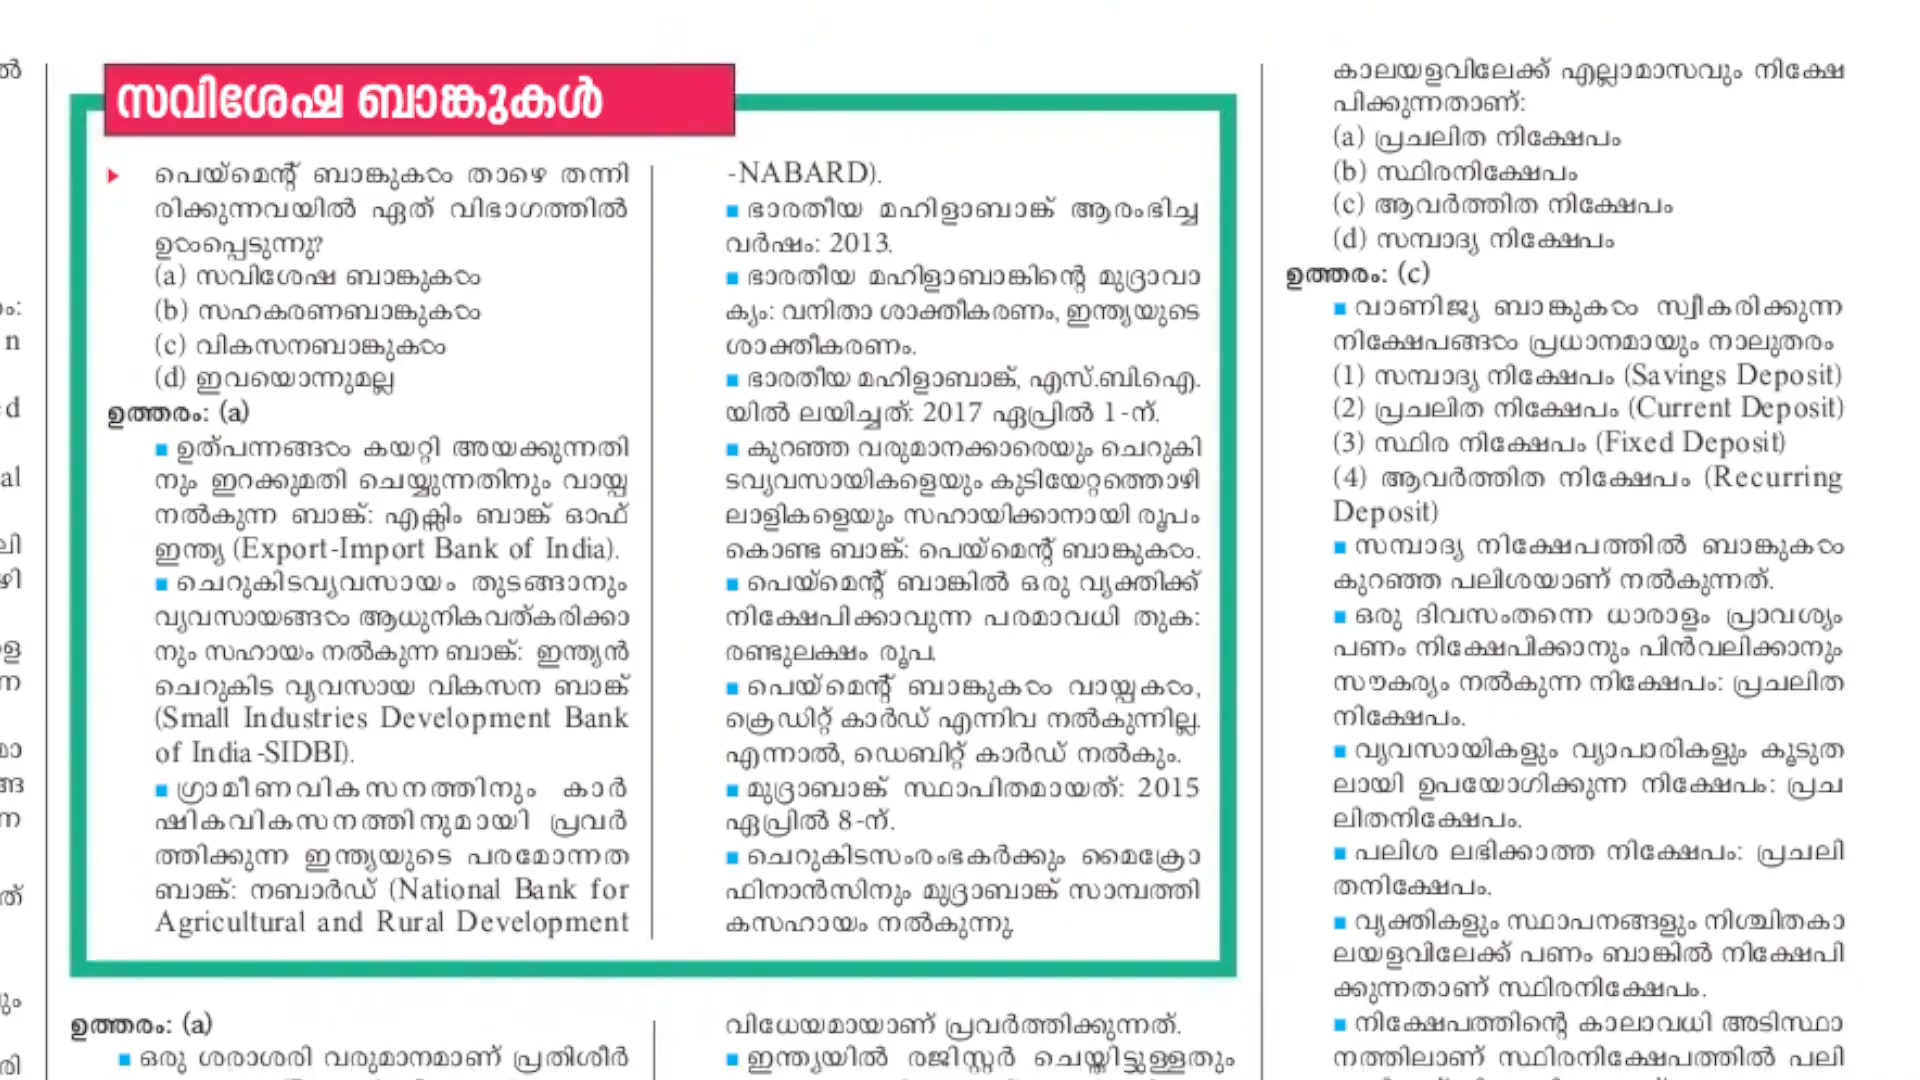 സവിശേഷ ബാങ്കുകൾ
പെയ്മെന്റ് ബാങ്കുകൾ താഴെ തന്നി
രിക്കുന്നവയിൽ ഏത് വിഭാഗത്തിൽ
ഉൾപ്പെടുന്നു?
(a) സവിശേഷ ബാങ്കുകൾ
(b) സഹകരണബാങ്കുകൾ
(c) വികസനബാങ്കുകൾ
(d) ഇവയൊന്നുമല്ല
ഉത്തരം: (a)
ഉത്പന്നങ്ങൾ കയറ്റി അയക്കുന്നതി
നും ഇറക്കുമതി ചെയ്യുന്നതിനും വായ്പ
നൽകുന്ന ബാങ്ക്: എക്സിം ബാങ്ക് ഓഫ്
ഇന്ത്യ (Export-Import Bank of India).
ചെറുകിടവ്യവസായം തുടങ്ങാനും
വ്യവസായങ്ങൾ ആധുനികവത്കരിക്കാ
നും സഹായം നൽകുന്ന ബാങ്ക്: ഇന്ത്യൻ
ചെറുകിട വ്യവസായ വികസന ബാങ്ക്
(Small Industries Development Bank
of India-SIDBI).
ഗ്രാമീണവികസനത്തിനും കാർ
ഷികവികസനത്തിനുമായി പ്രവർ
ത്തിക്കുന്ന ഇന്ത്യയുടെ പരമോന്നത
ബാങ്ക്: നബാർഡ് (National Bank for
Agricultural and Rural Development
-NABARD).
ഭാരതീയ മഹിളാബാങ്ക് ആരംഭിച്ച
വർഷം: 2013.
ഭാരതീയ മഹിളാബാങ്കിന്റെ മുദ്രാവാ
ക്യം: വനിതാ ശാക്തീകരണം, ഇന്ത്യയുടെ
ശാക്തീകരണം.
ഭാരതീയ മഹിളാബാങ്ക്, എസ്.ബി.ഐ.
യിൽ ലയിച്ചത്: 2017 ഏപ്രിൽ 1-ന്.
കുറഞ്ഞ വരുമാനക്കാരെയും ചെറുകി
ടവ്യവസായികളെയും കുടിയേറ്റത്തൊഴി
ലാളികളെയും സഹായിക്കാനായി രൂപം
കൊണ്ട ബാങ്ക്: പെയ്മെന്റ് ബാങ്കുകൾ.
പെയ്മെന്റ് ബാങ്കിൽ ഒരു വ്യക്തിക്ക്
നിക്ഷേപിക്കാവുന്ന പരമാവധി തുക:
രണ്ടുലക്ഷം രൂപ.
പെയ്മെന്റ് ബാങ്കുകൾ വായ്പകൾ,
ക്രെഡിറ്റ് കാർഡ് എന്നിവ നൽകുന്നില്ല.
എന്നാൽ, ഡെബിറ്റ് കാർഡ് നൽകും.
മുദ്രാബാങ്ക് സ്ഥാപിതമായത്: 2015
ഏപ്രിൽ 8-ന്.
ചെറുകിടസംരംഭകർക്കും മൈക്രോ
ഫിനാൻസിനും മുദ്രാബാങ്ക് സാമ്പത്തി
കസഹായം നൽകുന്നു.
ഉത്തരം: (a)
ഒരു ശരാശരി വരുമാനമാണ് പ്രതിശീർ
വിധേയമായാണ് പ്രവർത്തിക്കുന്നത്.
ഇന്ത്യയിൽ രജിസ്റ്റർ ചെയ്തിട്ടുള്ളതും
കാലയളവിലേക്ക് എല്ലാമാസവും നിക്ഷേ
പിക്കുന്നതാണ്:
(a) പ്രചലിത നിക്ഷേപം
(b) സ്ഥിരനിക്ഷേപം
(c) ആവർത്തിത നിക്ഷേപം
(d) സമ്പാദ്യ നിക്ഷേപം
ഉത്തരം: (c)
വാണിജ്യ ബാങ്കുകൾ സ്വീകരിക്കുന്ന
നിക്ഷേപങ്ങൾ പ്രധാനമായും നാലുതരം
(1) സമ്പാദ്യ നിക്ഷേപം (Savings Deposit)
(2) പ്രചലിത നിക്ഷേപം (Current Deposit)
(3) സ്ഥിര നിക്ഷേപം (Fixed Deposit)
(4) ആവർത്തിത നിക്ഷേപം (Recurring
Deposit)
സമ്പാദ്യ നിക്ഷേപത്തിൽ ബാങ്കുകൾ
കുറഞ്ഞ പലിശയാണ് നൽകുന്നത്.
ഒരു ദിവസംതന്നെ ധാരാളം പ്രാവശ്യം
പണം നിക്ഷേപിക്കാനും പിൻവലിക്കാനും
സൗകര്യം നൽകുന്ന നിക്ഷേപം: പ്രചലിത
നിക്ഷേപം.
വ്യവസായികളും വ്യാപാരികളും കൂടുത
ലായി ഉപയോഗിക്കുന്ന നിക്ഷേപം: പ്രച
ലിതനിക്ഷേപം.
പലിശ ലഭിക്കാത്ത നിക്ഷേപം: പ്രചലി
തനിക്ഷേപം.
വ്യക്തികളും സ്ഥാപനങ്ങളും നിശ്ചിതകാ
ലയളവിലേക്ക് പണം ബാങ്കിൽ നിക്ഷേപി
ക്കുന്നതാണ് സ്ഥിരനിക്ഷേപം.
നിക്ഷേപത്തിന്റെ കാലാവധി അടിസ്ഥാ
നത്തിലാണ് സ്ഥിരനിക്ഷേപത്തിൽ പലി